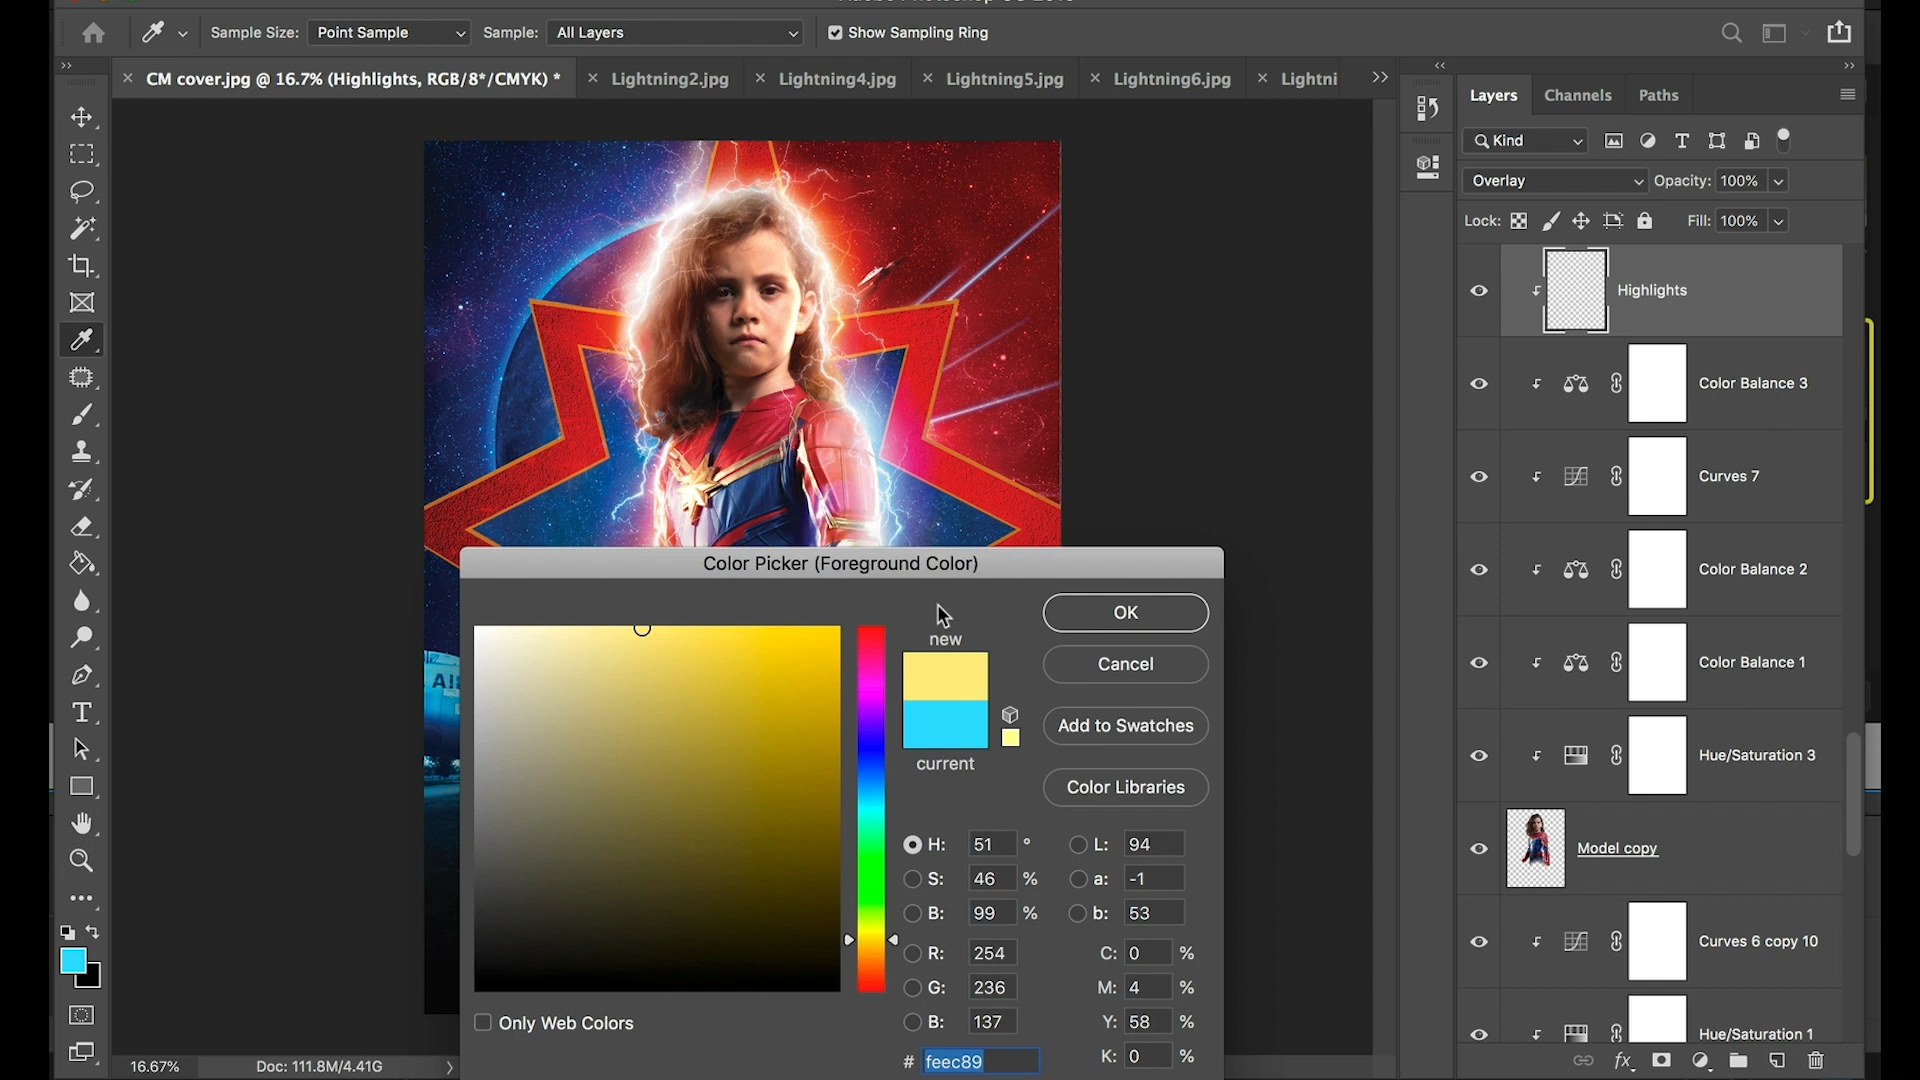 Sample Size: Point Sample Sample: All Layers Show Sampling Ring
CM cover.jpg @ 16.7% (Highlights, RGB/8*/CMYK) * Lightning2.jpg Lightning4.jpg Lightning5.jpg Lightning6.jpg Lightni
Layers Channels Paths
Kind
Overlay Opacity: 100%
Lock: Fill: 100%
Highlights
Color Balance 3
Curves 7
Color Balance 2
Color Balance 1
Hue/Saturation 3
Model copy
Curves 6 copy 10
Hue/Saturation 1
Color Picker (Foreground Color)
new
current
OK
Cancel
Add to Swatches
Color Libraries
H: 51 ° L: 94
S: 46 % a: -1
B: 99 % b: 53
R: 254 C: 0 %
G: 236 M: 4 %
B: 137 Y: 58 %
# feec89 K: 0 %
Only Web Colors
16.67% Doc: 111.8M/4.41G